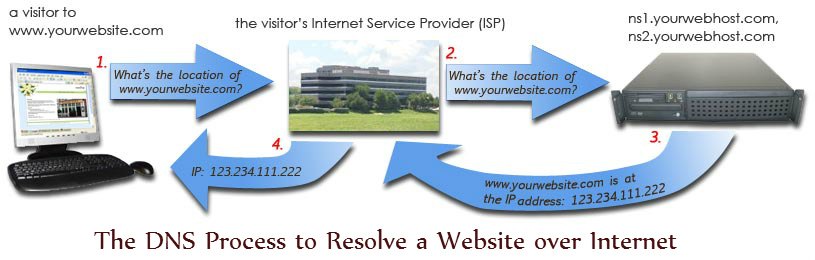 a visitor to
www.yourwebsite.com
the visitor's Internet Service Provider (ISP)
ns1.yourwebhost.com,
ns2.yourwebhost.com
1.
What's the location of
www.yourwebsite.com?
2.
What's the location of
www.yourwebsite.com?
3.
www.yourwebsite.com is at
the IP address: 123.234.111.222
4.
IP: 123.234.111.222
The DNS Process to Resolve a Website over Internet